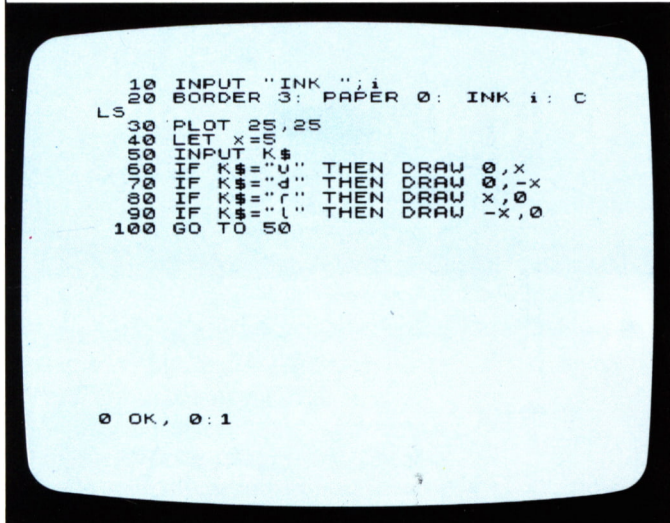 10 INPUT "INK ";i
20 BORDER 3: PAPER 0: INK i: C
LS
30 PLOT 25,25
40 LET x=5
50 INPUT K$
60 IF K$="u" THEN DRAW 0,x
70 IF K$="d" THEN DRAW 0,-x
80 IF K$="r" THEN DRAW x,0
90 IF K$="l" THEN DRAW -x,0
100 GO TO 50
0 OK, 0:1